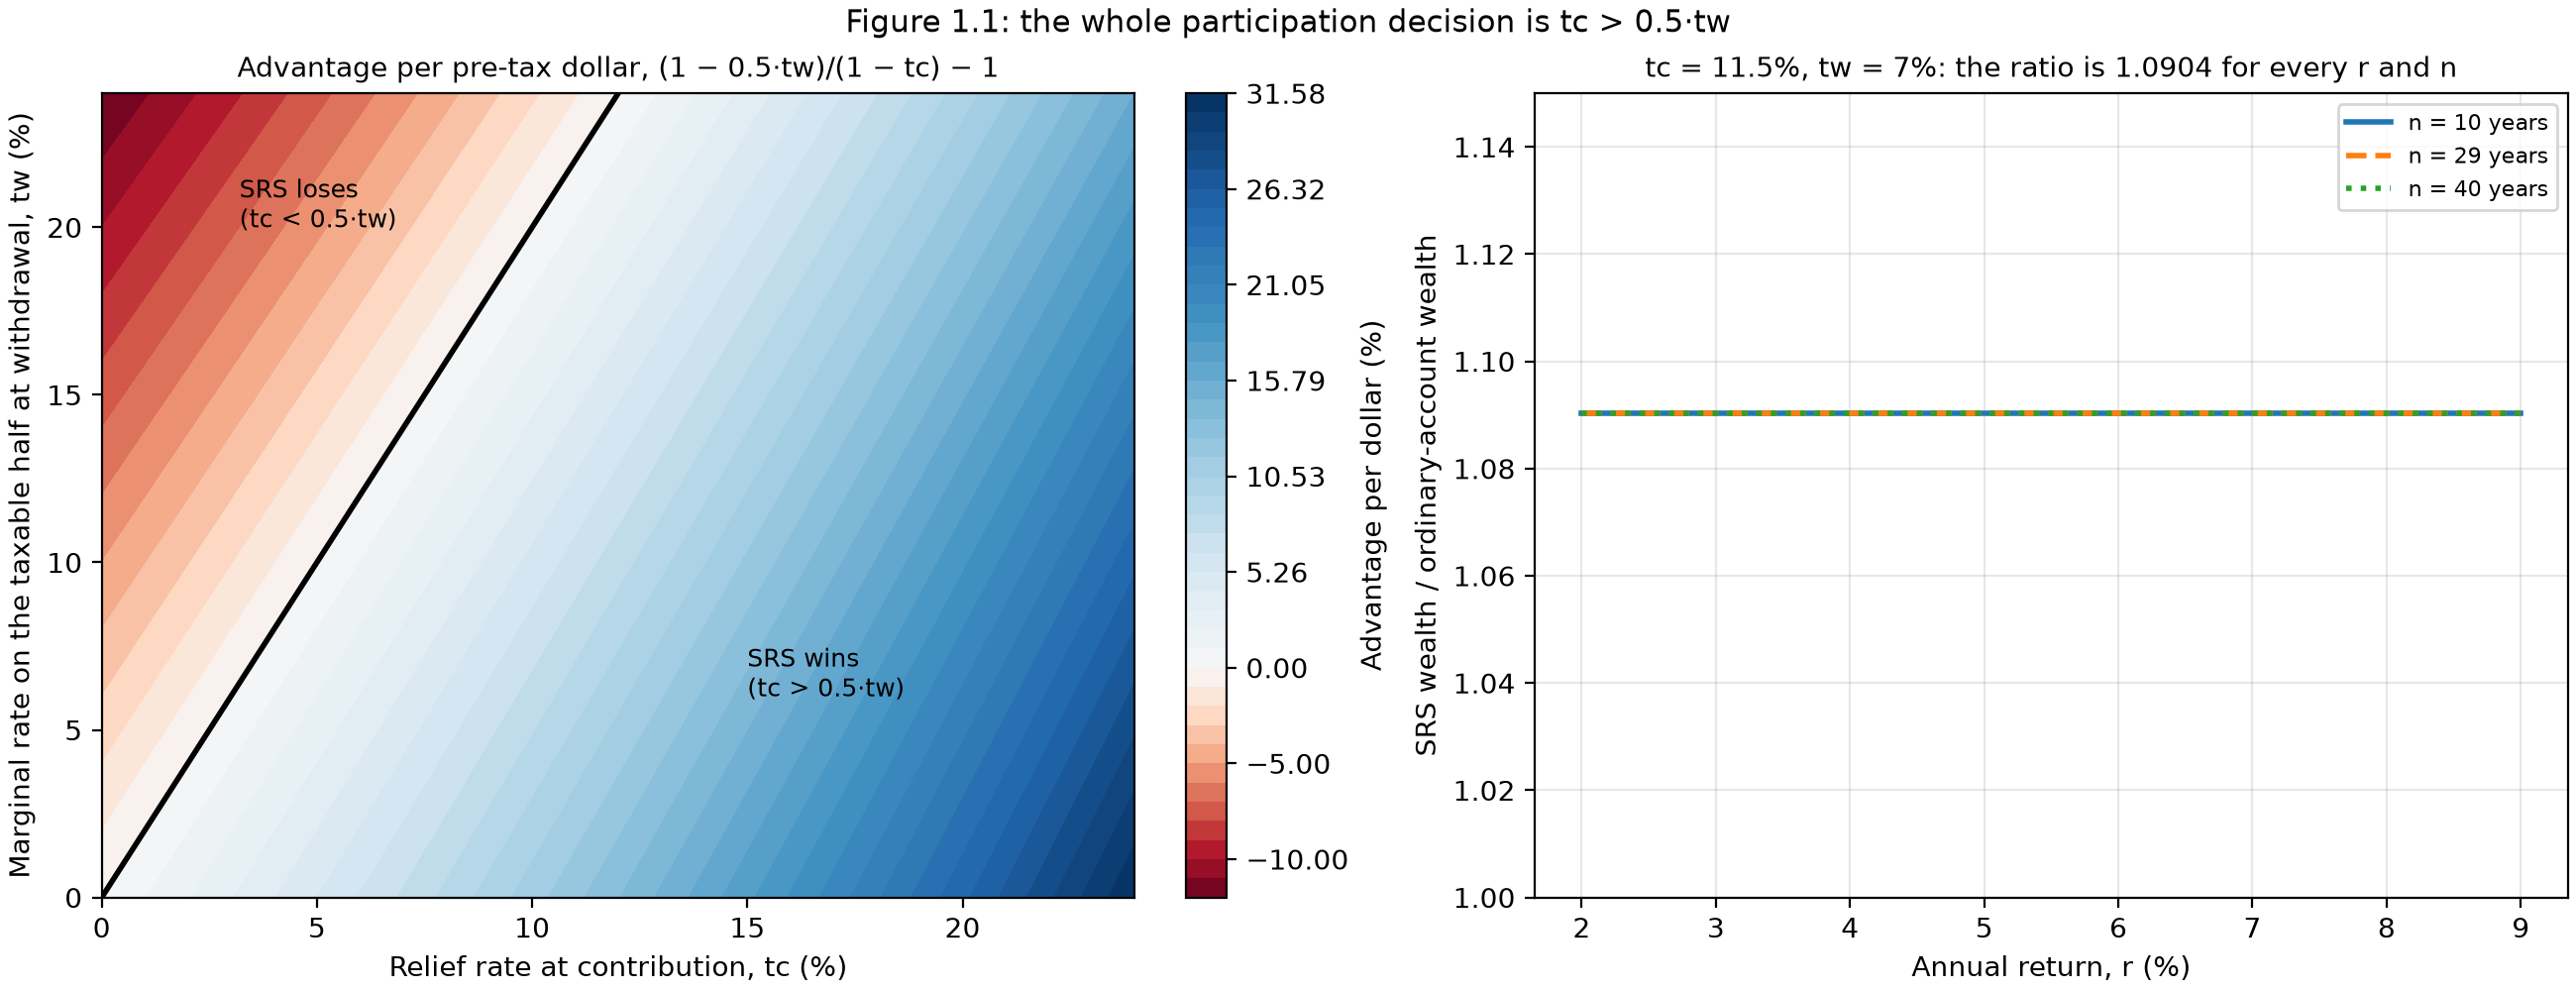 Figure 1.1: the whole participation decision is tc > 0.5·tw
Advantage per pre-tax dollar, (1 − 0.5·tw)/(1 − tc) − 1
Marginal rate on the taxable half at withdrawal, tw (%)
20
15
10
5
0
SRS loses
(tc < 0.5·tw)
SRS wins
(tc > 0.5·tw)
0
5
10
15
20
Relief rate at contribution, tc (%)
31.58
26.32
21.05
15.79
10.53
5.26
0.00
−5.00
−10.00
Advantage per dollar (%)
tc = 11.5%, tw = 7%: the ratio is 1.0904 for every r and n
SRS wealth / ordinary-account wealth
1.14
1.12
1.10
1.08
1.06
1.04
1.02
1.00
n = 10 years
n = 29 years
n = 40 years
2
3
4
5
6
7
8
9
Annual return, r (%)